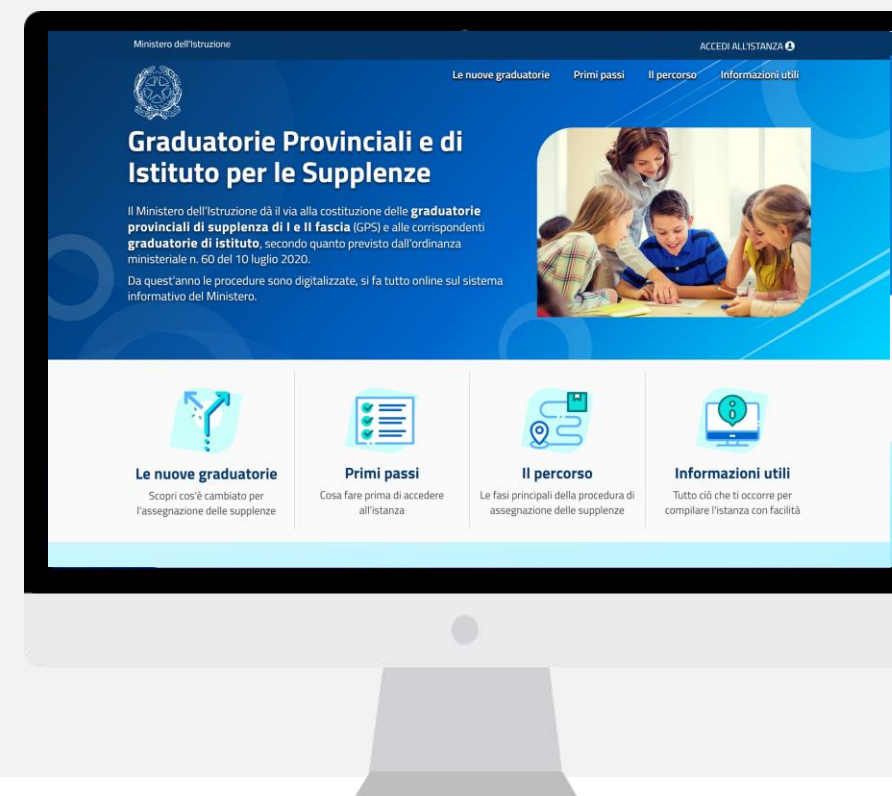 Ministero dell'Istruzione
ACCEDI ALL'ISTANZA
Le nuove graduatorie Primi passi Il percorso Informazioni utili
Graduatorie Provinciali e di
Istituto per le Supplenze
Il Ministero dell'Istruzione dà il via alla costituzione delle graduatorie
provinciali di supplenza di I e II fascia (GPS) e alle corrispondenti
graduatorie di istituto, secondo quanto previsto dall'ordinanza
ministeriale n. 60 del 10 luglio 2020.
Da quest'anno le procedure sono digitalizzate, si fa tutto online sul sistema
informativo del Ministero.
Le nuove graduatorie
Scopri cos'è cambiato per
l'assegnazione delle supplenze
Primi passi
Cosa fare prima di accedere
all'istanza
Il percorso
Le fasi principali della procedura di
assegnazione delle supplenze
Informazioni utili
Tutto ciò che ti occorre per
compilare l'istanza con facilità